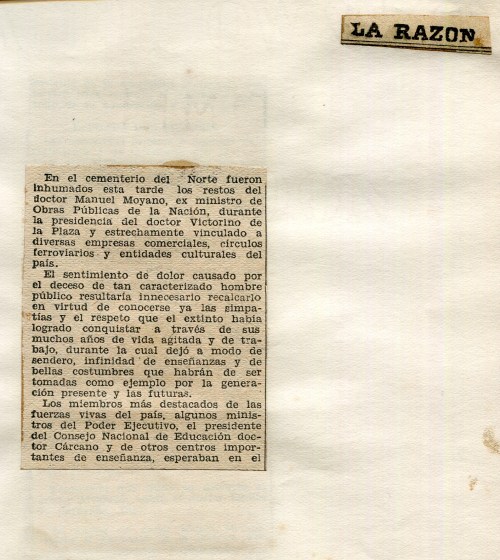 LA RAZON
En el cementerio del Norte fueron
inhumados esta tarde los restos del
doctor Manuel Moyano, ex ministro de
Obras Públicas de la Nación, durante
la presidencia del doctor Victorino de
la Plaza y estrechamente vinculado a
diversas empresas comerciales, círculos
ferroviarios y entidades culturales del
país.
El sentimiento de dolor causado por
el deceso de tan caracterizado hombre
público resultaría innecesario recalcarlo
en virtud de conocerse ya las simpa-
tías y el respeto que el extinto había
logrado conquistar a través de sus
muchos años de vida agitada y de tra-
bajo, durante la cual dejó a modo de
sendero, infinidad de enseñanzas y de
bellas costumbres que habrán de ser
tomadas como ejemplo por la genera-
ción presente y las futuras.
Los miembros más destacados de las
fuerzas vivas del país, algunos minis-
tros del Poder Ejecutivo, el presidente
del Consejo Nacional de Educación doc-
tor Cárcano y de otros centros impor-
tantes de enseñanza, esperaban en el